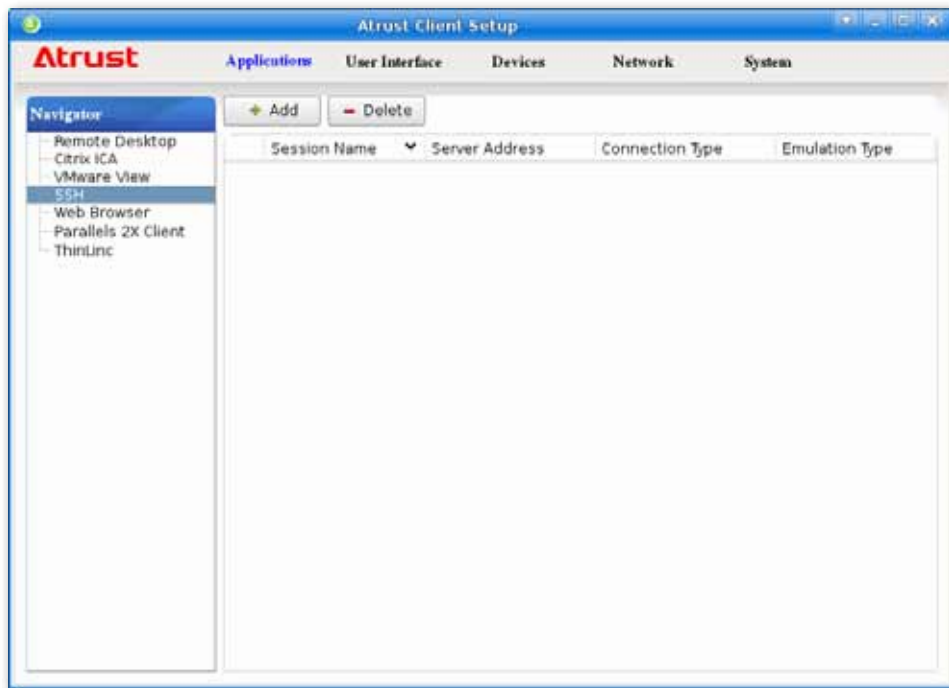 Atrust Client Setup
Atrust
Applications
User Interface
Devices
Network
System
Navigator
Remote Desktop
Citrix ICA
VMware View
SSH
Web Browser
Parallels 2X Client
ThinLinc
Add
Delete
Session Name
Server Address
Connection Type
Emulation Type